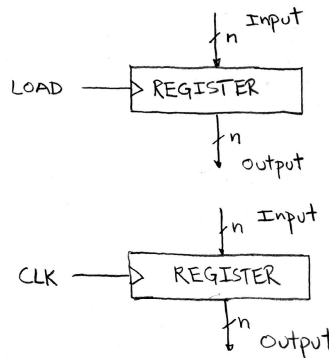 Input
n
LOAD
REGISTER
n
Output
Input
n
CLK
REGISTER
n
Output